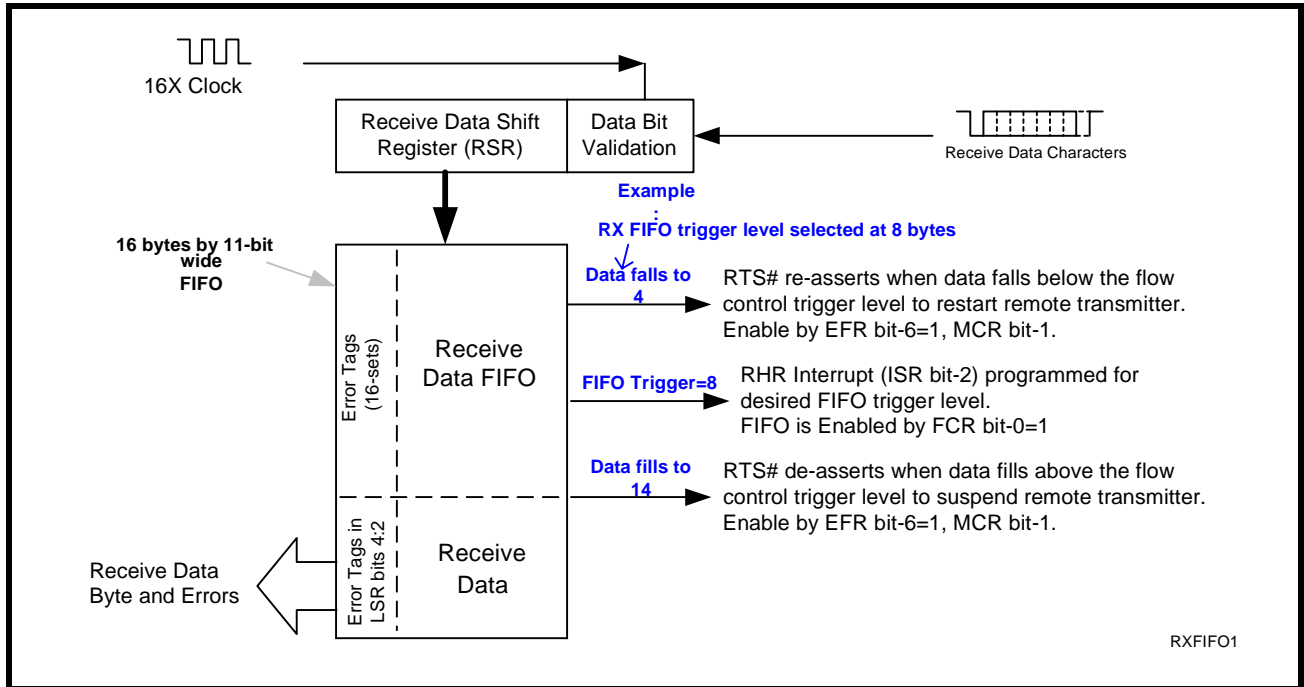 16X Clock
Receive Data Shift
Register (RSR)
Data Bit
Validation
Receive Data Characters
Example
:
RX FIFO trigger level selected at 8 bytes
16 bytes by 11-bit
wide
FIFO
Error Tags
(16-sets)
Receive
Data FIFO
Data falls to
4
RTS# re-asserts when data falls below the flow
control trigger level to restart remote transmitter.
Enable by EFR bit-6=1, MCR bit-1.
FIFO Trigger=8
RHR Interrupt (ISR bit-2) programmed for
desired FIFO trigger level.
FIFO is Enabled by FCR bit-0=1
Data fills to
14
RTS# de-asserts when data fills above the flow
control trigger level to suspend remote transmitter.
Enable by EFR bit-6=1, MCR bit-1.
Error Tags in
LSR bits 4:2
Receive
Data
Receive Data
Byte and Errors
RXFIFO1